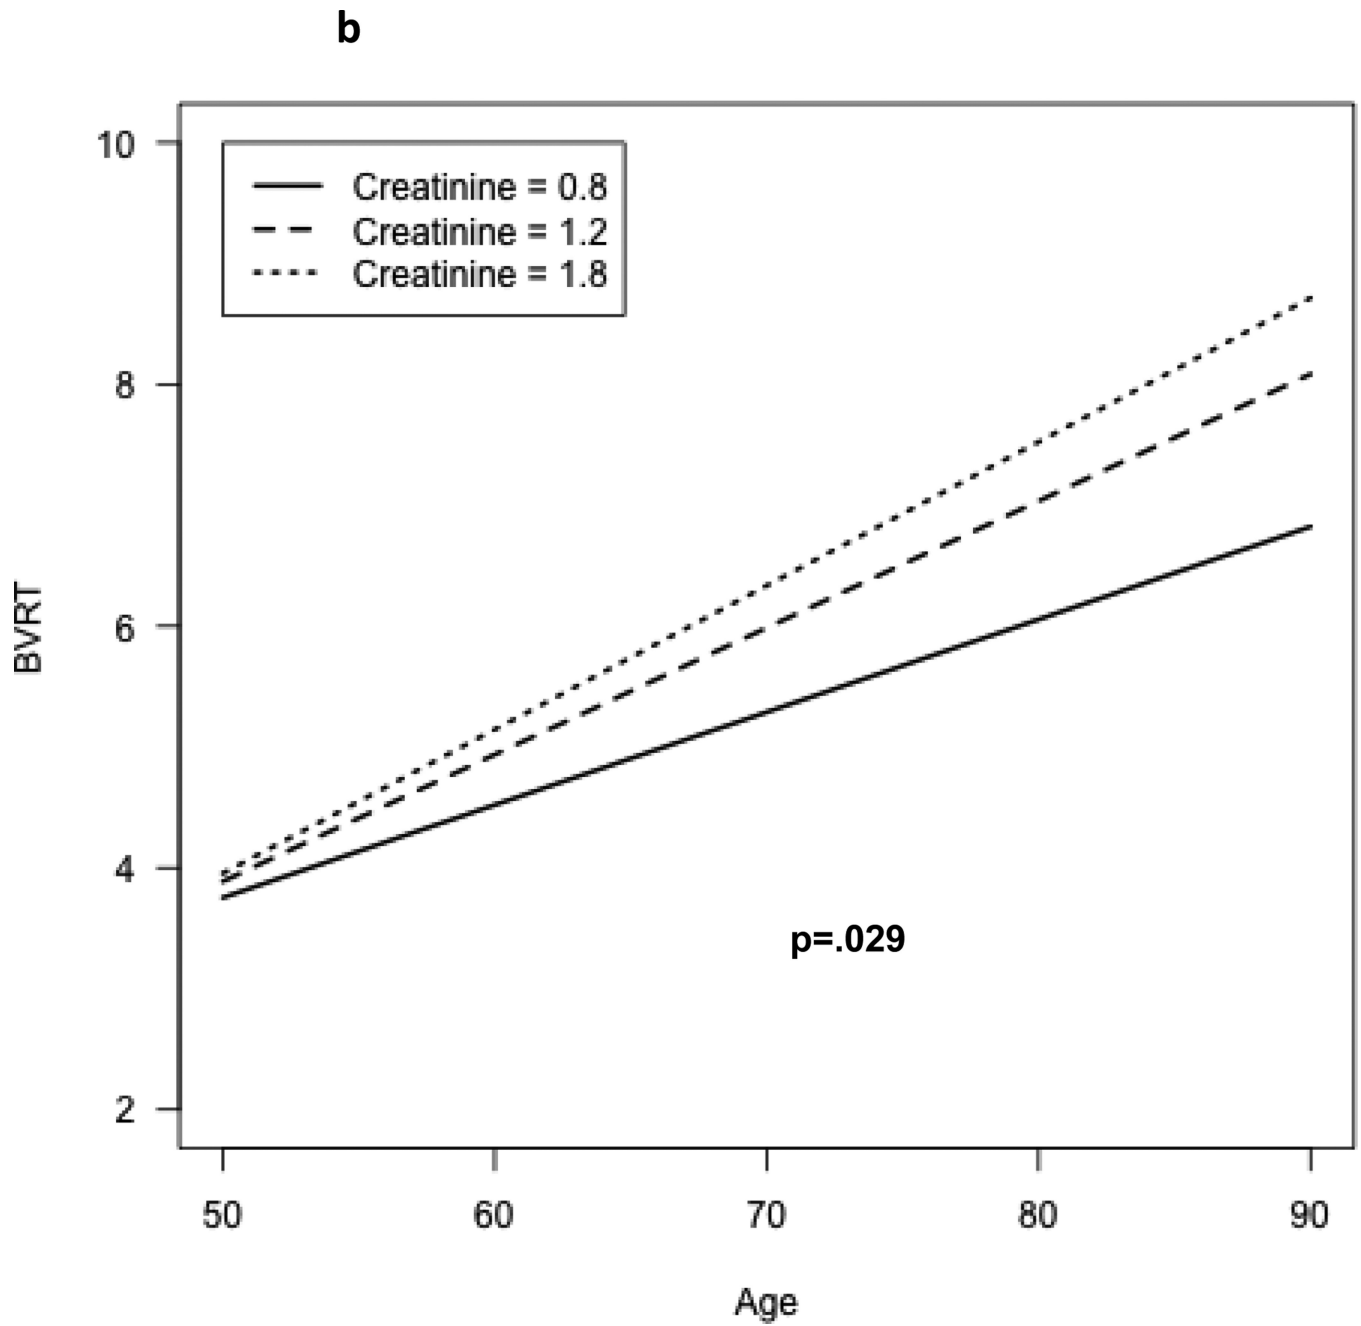 b
10
8
6
4
2
BVRT
Creatinine = 0.8
Creatinine = 1.2
Creatinine = 1.8
p=.029
50 60 70 80 90
Age